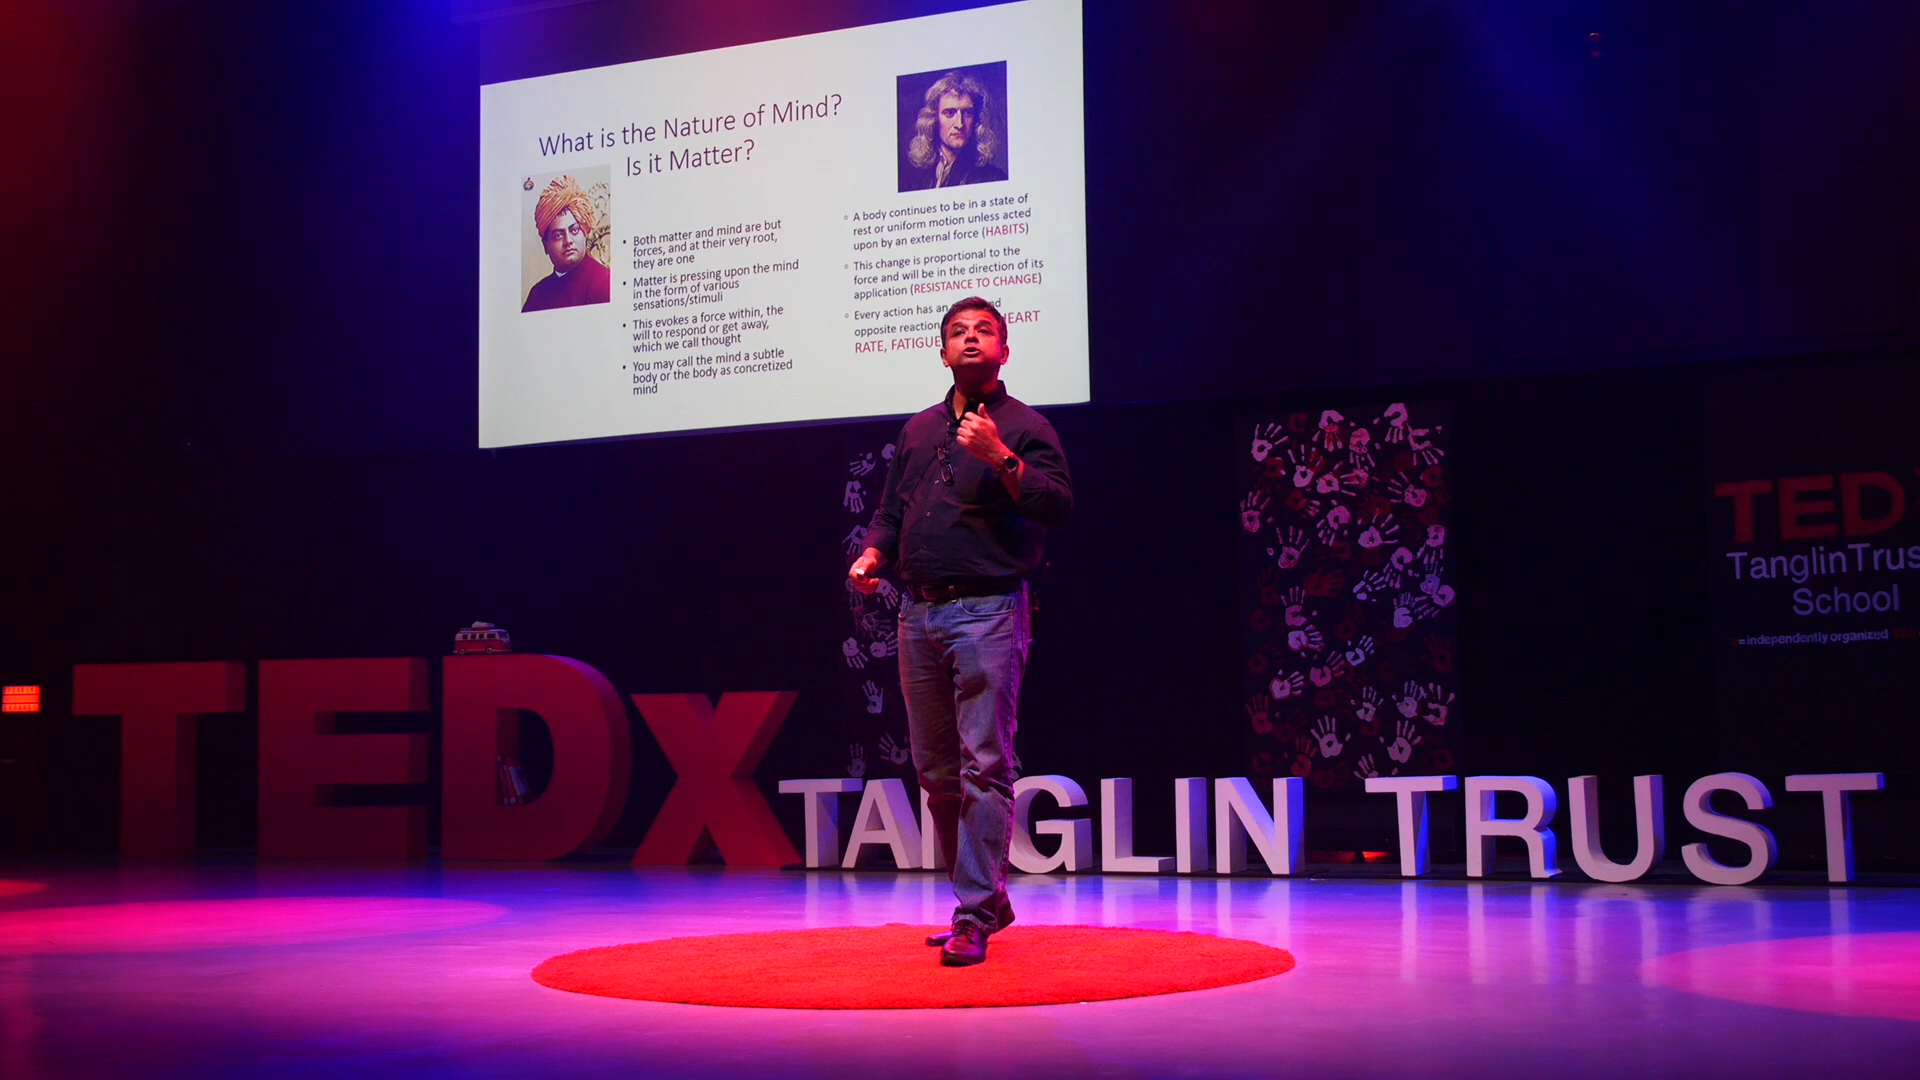 What is the Nature of Mind?
Is it Matter?
• Both matter and mind are but
forces, and at their very root,
they are one
• Matter is pressing upon the mind
in the form of various
sensations/stimuli
• This evokes a force within, the
will to respond or get away,
which we call thought
• You may call the mind a subtle
body or the body as concretized
mind
◦ A body continues to be in a state of
rest or uniform motion unless acted
upon by an external force (HABITS)
◦ This change is proportional to the
force and will be in the direction of its
application (RESISTANCE TO CHANGE)
◦ Every action has an
opposite reaction HEART
RATE, FATIGUE
TEDx TANGLIN TRUST
TED
TanglinTrus
School
= independently organized